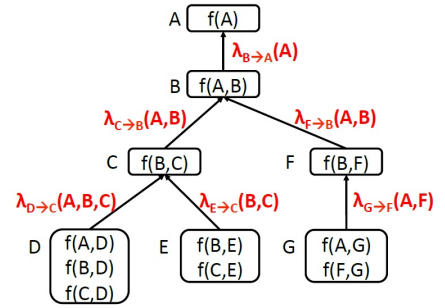 A f(A)
λB→A(A)
B f(A,B)
λC→B(A,B) λF→B(A,B)
C f(B,C) F f(B,F)
λD→C(A,B,C) λE→C(B,C) λG→F(A,F)
D f(A,D) E f(B,E) G f(A,G)
f(B,D) f(C,E) f(F,G)
f(C,D)